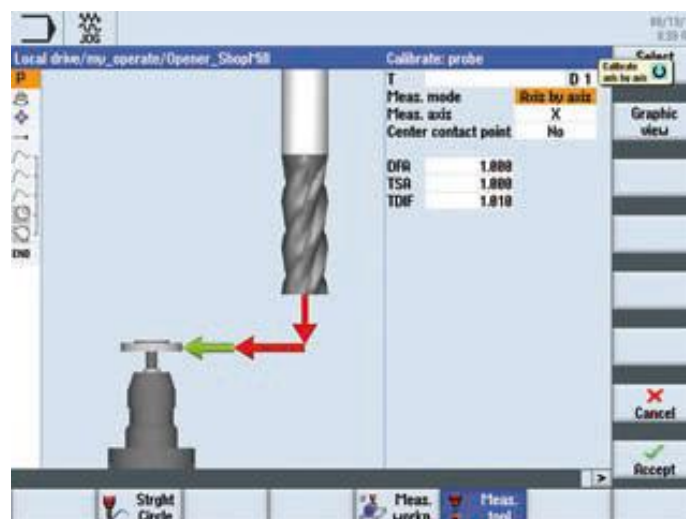 JOG
Local drive/my_operate/Opener_ShopMill
Calibrate: probe
Select
Calibrate
axis by axis
P
T D 1
Meas. mode Axis by axis
Meas. axis X
Center contact point No
Graphic
view
DFA 1.000
TSA 1.000
TDIF 1.010
END
Cancel
Accept
>
Strght
Circle
Meas.
workp.
Meas.
tool